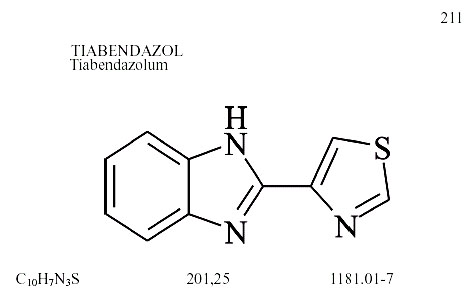 211
TIABENDAZOL
Tiabendazolum
H
N
S
N
N
C₁₀H₇N₃S 201,25 1181.01-7